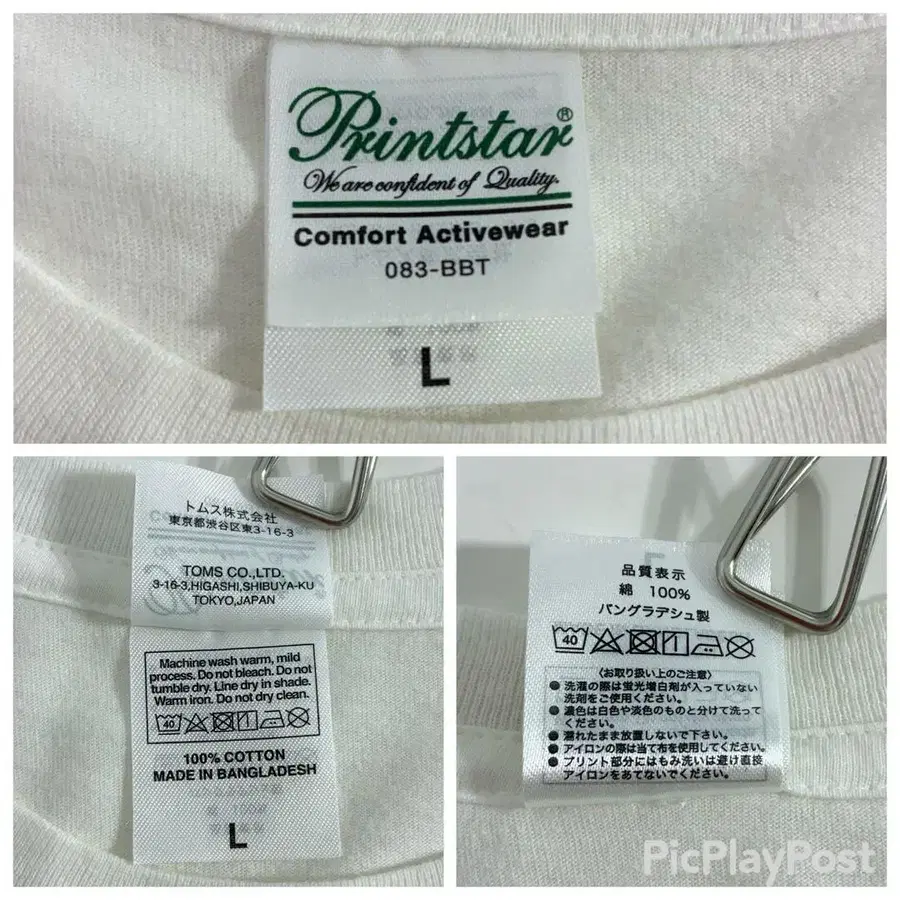 Printstar®
We are confident of Quality.
Comfort Activewear
083-BBT
L
トムス株式会社
東京都渋谷区東3-16-3
TOMS CO.,LTD.
3-16-3,HIGASHI,SHIBUYA-KU
TOKYO,JAPAN
Machine wash warm, mild
process. Do not bleach. Do not
tumble dry. Line dry in shade.
Warm iron. Do not dry clean.
40
100% COTTON
MADE IN BANGLADESH
L
品質表示
綿 100%
バングラデシュ製
40
〈お取り扱い上のご注意〉
●洗濯の際は蛍光増白剤が入っていない
洗剤をご使用ください。
●濃色は白色や淡色のものと分けて洗って
ください。
●濡れたまま放置しないで下さい。
●アイロンの際は当て布を使用してください。
●プリント部分にはもみ洗いは避け直接
アイロンをあてないでください。
PicPlayPost